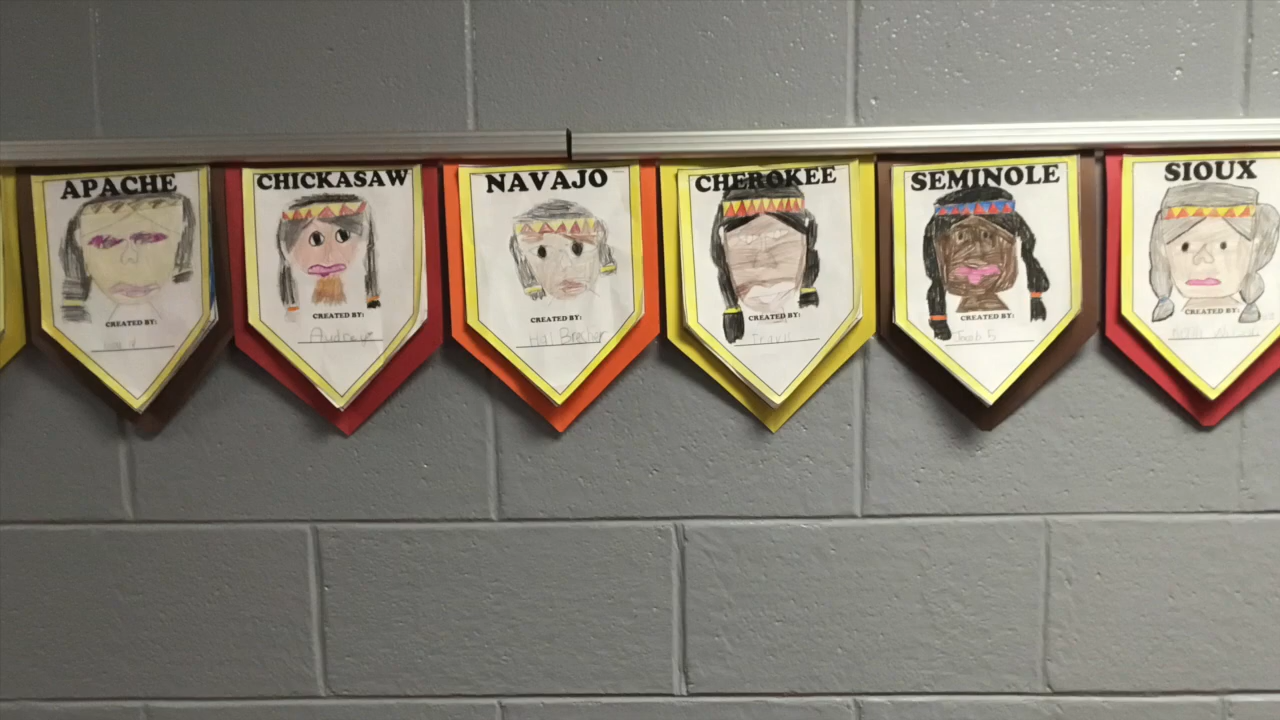 APACHE
CREATED BY:
CHICKASAW
CREATED BY:
NAVAJO
CREATED BY:
CHEROKEE
CREATED BY:
SEMINOLE
CREATED BY:
SIOUX
CREATED BY: